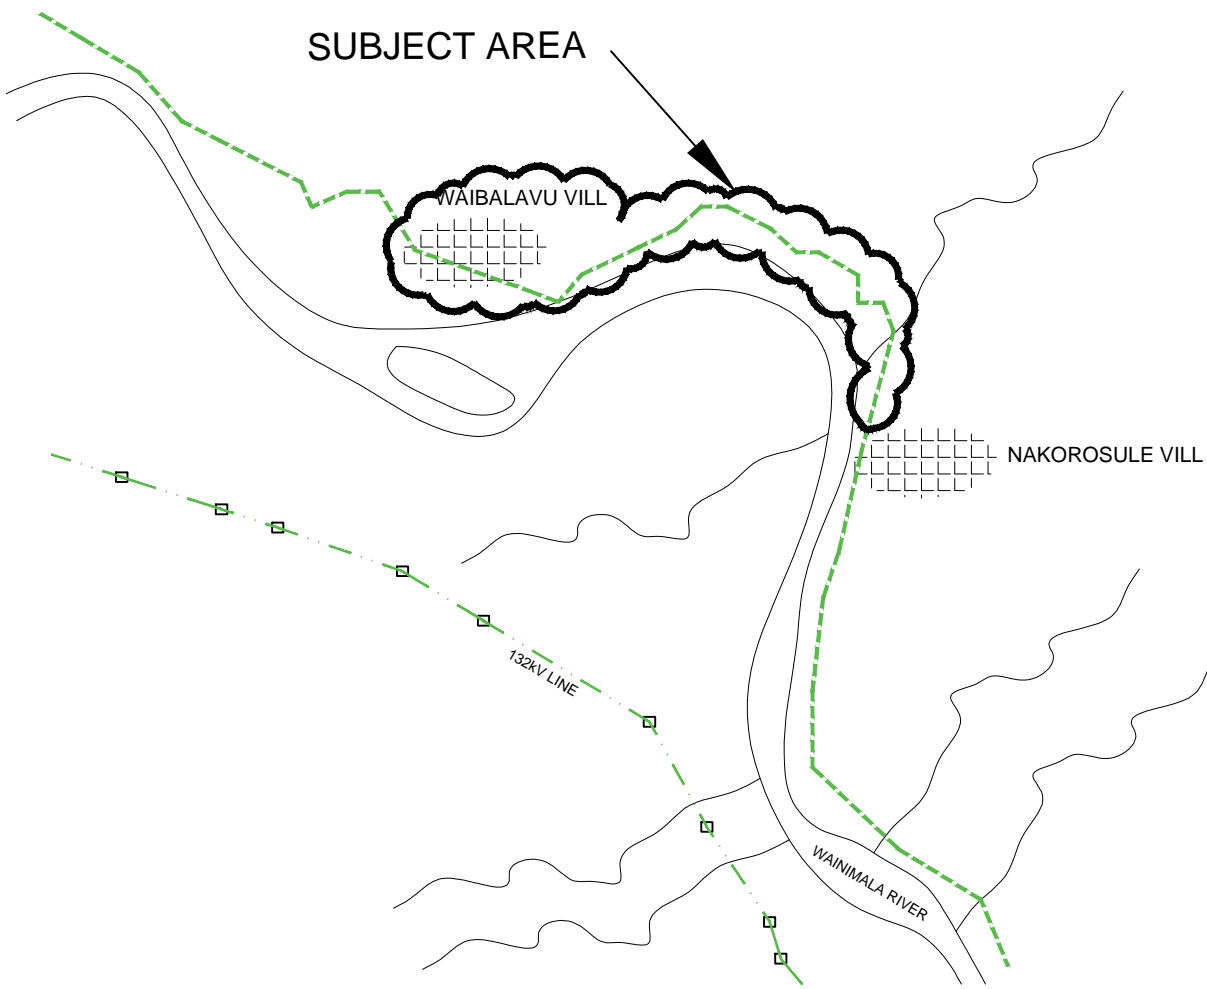 SUBJECT AREA
WAIBALAVU VILL
NAKOROSULE VILL
132kV LINE
WAINIMALA RIVER